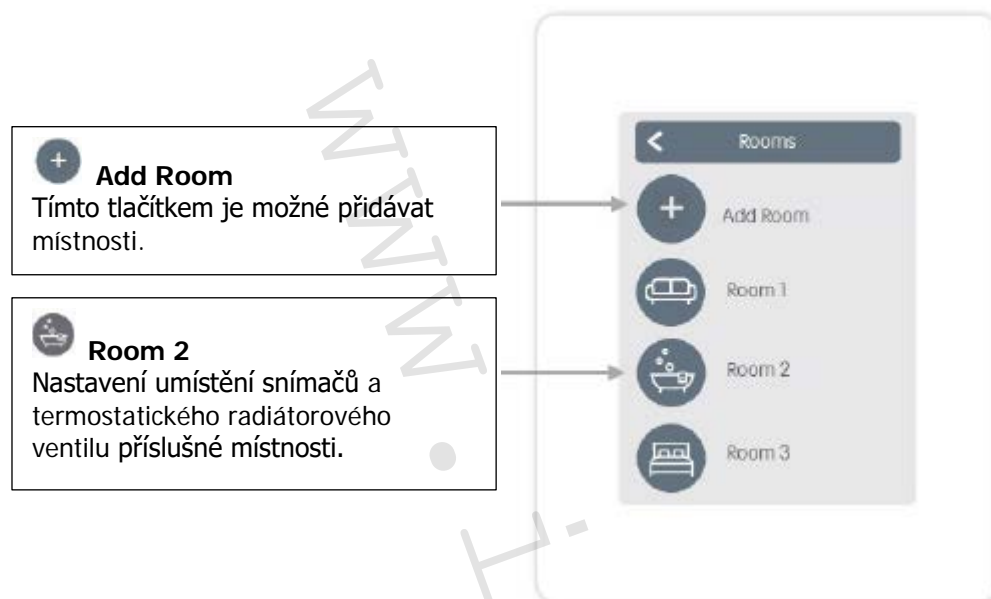 Add Room
Tímto tlačítkem je možné přidávat
místnosti.
Room 2
Nastavení umístění snímačů a
termostatického radiátorového
ventilu příslušné místnosti.
Rooms
Add Room
Room 1
Room 2
Room 3
www.i